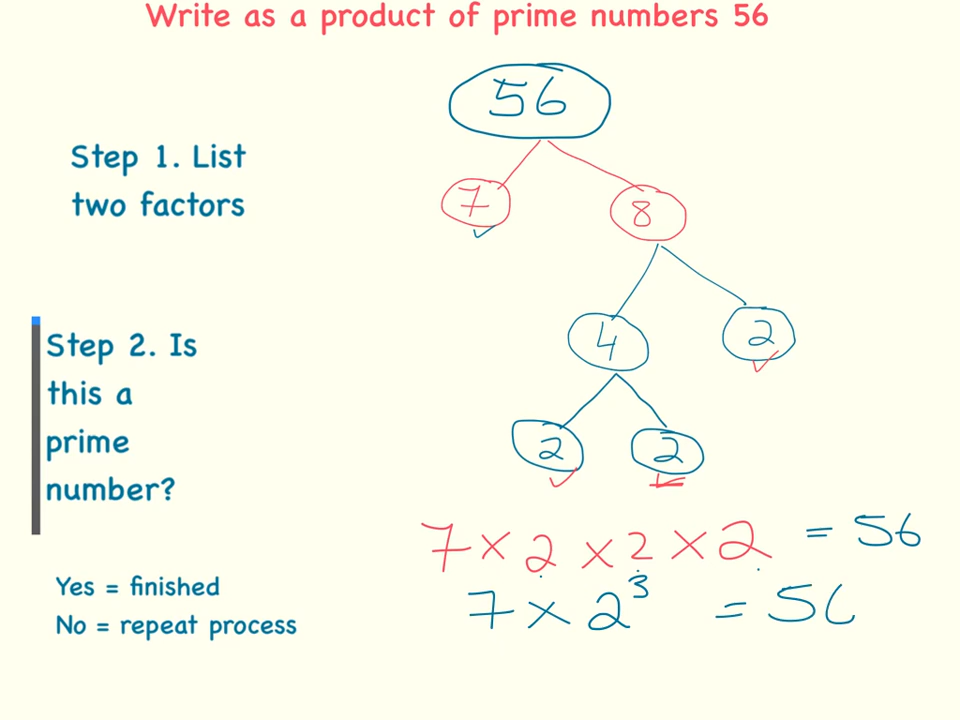 Write as a product of prime numbers 56
56
Step 1. List
two factors
7 8
Step 2. Is
this a
prime
number?
4 2
2 2
7 × 2 × 2 × 2 = 56
7 × 2³ = 56
Yes = finished
No = repeat process